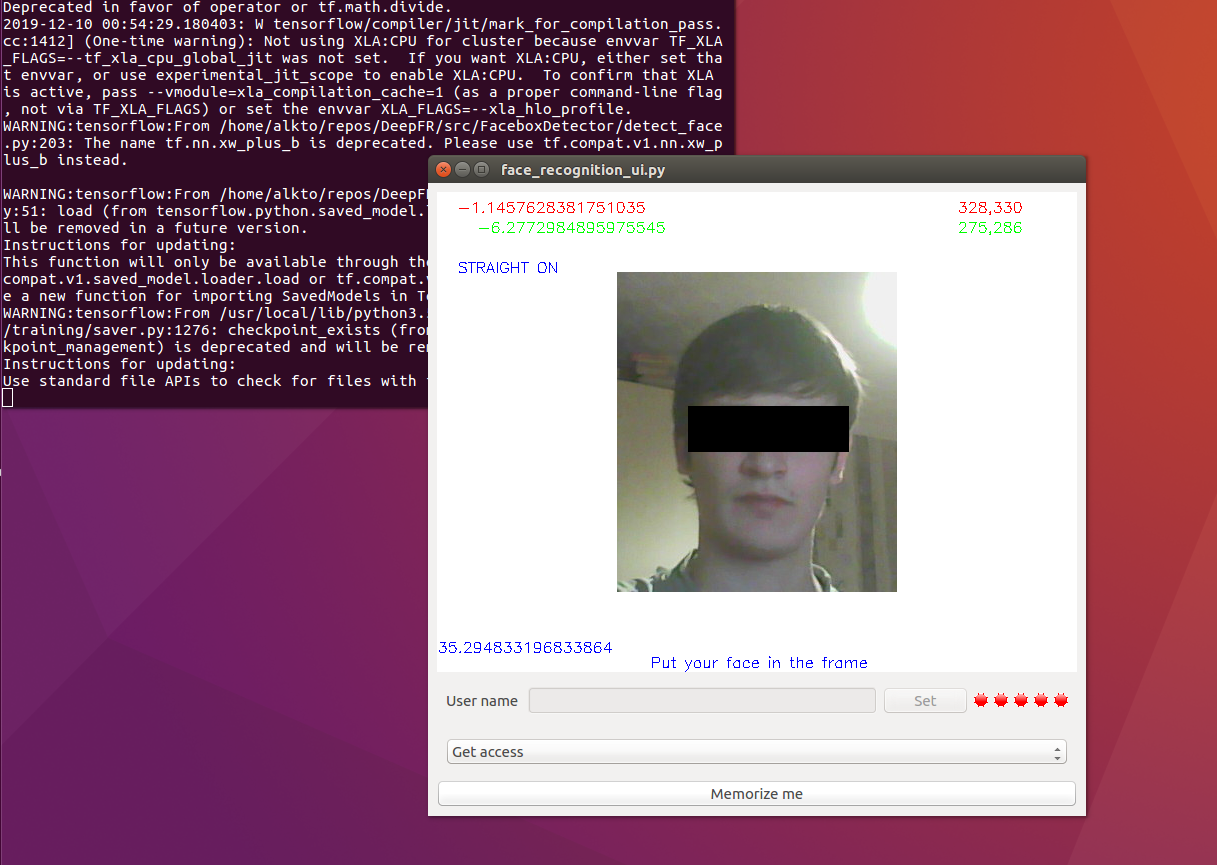 Deprecated in favor of operator or tf.math.divide.
2019-12-10 00:54:29.180403: W tensorflow/compiler/jit/mark_for_compilation_pass.
cc:1412] (One-time warning): Not using XLA:CPU for cluster because envvar TF_XLA
_FLAGS=--tf_xla_cpu_global_jit was not set.  If you want XLA:CPU, either set tha
t envvar, or use experimental_jit_scope to enable XLA:CPU.  To confirm that XLA
is active, pass --vmodule=xla_compilation_cache=1 (as a proper command-line flag
, not via TF_XLA_FLAGS) or set the envvar XLA_FLAGS=--xla_hlo_profile.
WARNING:tensorflow:From /home/alkto/repos/DeepFR/src/FaceboxDetector/detect_face
.py:203: The name tf.nn.xw_plus_b is deprecated. Please use tf.compat.v1.nn.xw_p
lus_b instead.
WARNING:tensorflow:From /home/alkto/repos/DeepF
y:51: load (from tensorflow.python.saved_model.
ll be removed in a future version.
Instructions for updating:
This function will only be available through the
compat.v1.saved_model.loader.load or tf.compat.
e a new function for importing SavedModels in T
WARNING:tensorflow:From /usr/local/lib/python3.
/training/saver.py:1276: checkpoint_exists (from
kpoint_management) is deprecated and will be re
Instructions for updating:
Use standard file APIs to check for files with
face_recognition_ui.py
-1.1457628381751035 328,330
-6.2772984895975545 275,286
STRAIGHT ON
35.294833196833864
Put your face in the frame
User name Set
Get access
Memorize me